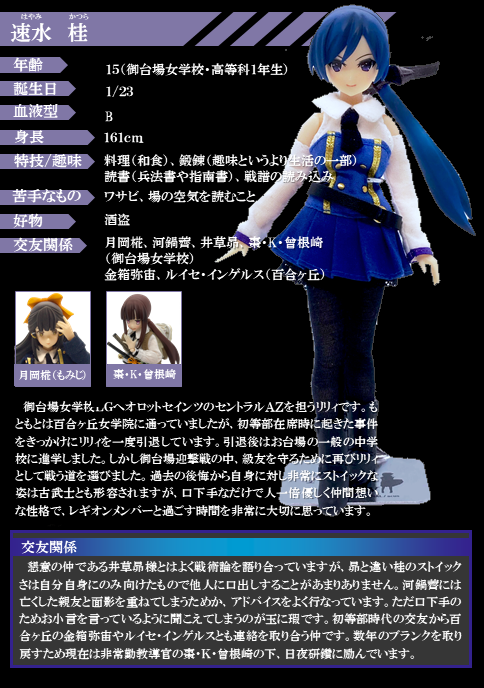 はやみ かつら
速水 桂
年齢 15（御台場女学校・高等科1年生）
誕生日 1/23
血液型 B
身長 161cm
特技/趣味 料理（和食）、鍛錬（趣味というより生活の一部）
読書（兵法書や指南書）、戦譜の読み込み
苦手なもの ワサビ、場の空気を読むこと
好物 酒盗
交友関係 月岡椛、河鍋蕾、井草昴、棗・K・曾根崎
（御台場女学校）
金箱弥宙、ルイセ・インゲルス（百合ヶ丘）
月岡椛（もみじ） 棗・K・曾根崎
御台場女学校LGヘオロットセインツのセントラルAZを担うリリィです。も
ともとは百合ヶ丘女学院に通っていましたが、初等部在席時に起きた事件
をきっかけにリリィを一度引退しています。引退後はお台場の一般の中学
校に進学しました。しかし御台場迎撃戦の中、級友を守るために再びリリィ
として戦う道を選びました。過去の後悔から自身に対し非常にストイックな
姿は古武士とも形容されますが、口下手なだけで人一倍優しく仲間想い
な性格で、レギオンメンバーと過ごす時間を非常に大切に思っています。
交友関係
懇意の仲である井草昴様とはよく戦術論を語り合っていますが、昴と違い桂のストイック
さは自分自身にのみ向けたもので他人に口出しすることがあまりありません。河鍋蕾には
亡くした親友と面影を重ねてしまうためか、アドバイスをよく行なっています。ただ口下手の
ためお小言を言っているように聞こえてしまうのが玉に瑕です。初等部時代の交友から百
合ヶ丘の金箱弥宙やルイセ・インゲルスとも連絡を取り合う仲です。数年のブランクを取り
戻すため現在は非常勤教導官の棗・K・曾根崎の下、日夜研鑽に励んでいます。